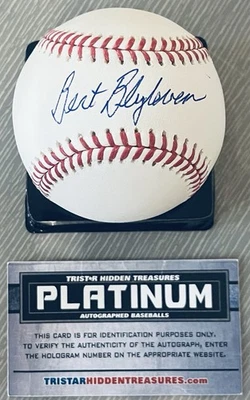 Bert Blyleven
TRISTAR HIDDEN TREASURES
PLATINUM
AUTOGRAPHED BASEBALLS
THIS CARD IS FOR IDENTIFICATION PURPOSES ONLY.
TO VERIFY THE AUTHENTICITY OF THE AUTOGRAPH, ENTER
THE HOLOGRAM NUMBER ON THE APPROPRIATE WEBSITE.
TRISTARHIDDENTREASURES.com